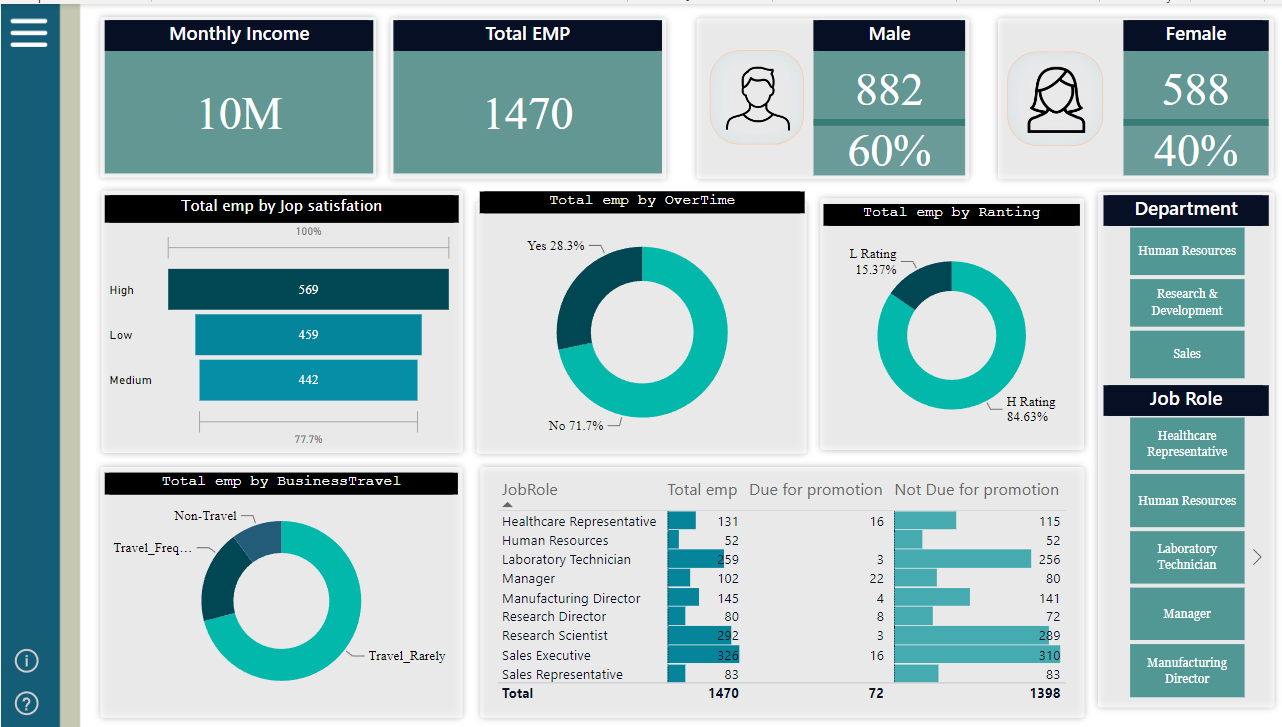 Monthly Income
10M
Total EMP
1470
Male
882
60%
Female
588
40%
Total emp by Jop satisfation
100%
High
569
Low
459
Medium
442
77.7%
Total emp by OverTime
Yes 28.3%
No 71.7%
Total emp by Ranting
L Rating
15.37%
H Rating
84.63%
Department
Human Resources
Research &
Development
Sales
Job Role
Healthcare
Representative
Human Resources
Laboratory
Technician
Manager
Manufacturing
Director
Total emp by BusinessTravel
Non-Travel
Travel_Freq...
Travel_Rarely
JobRole Total emp Due for promotion Not Due for promotion
Healthcare Representative 131 16 115
Human Resources 52 52
Laboratory Technician 259 3 256
Manager 102 22 80
Manufacturing Director 145 4 141
Research Director 80 8 72
Research Scientist 292 3 289
Sales Executive 326 16 310
Sales Representative 83 83
Total 1470 72 1398